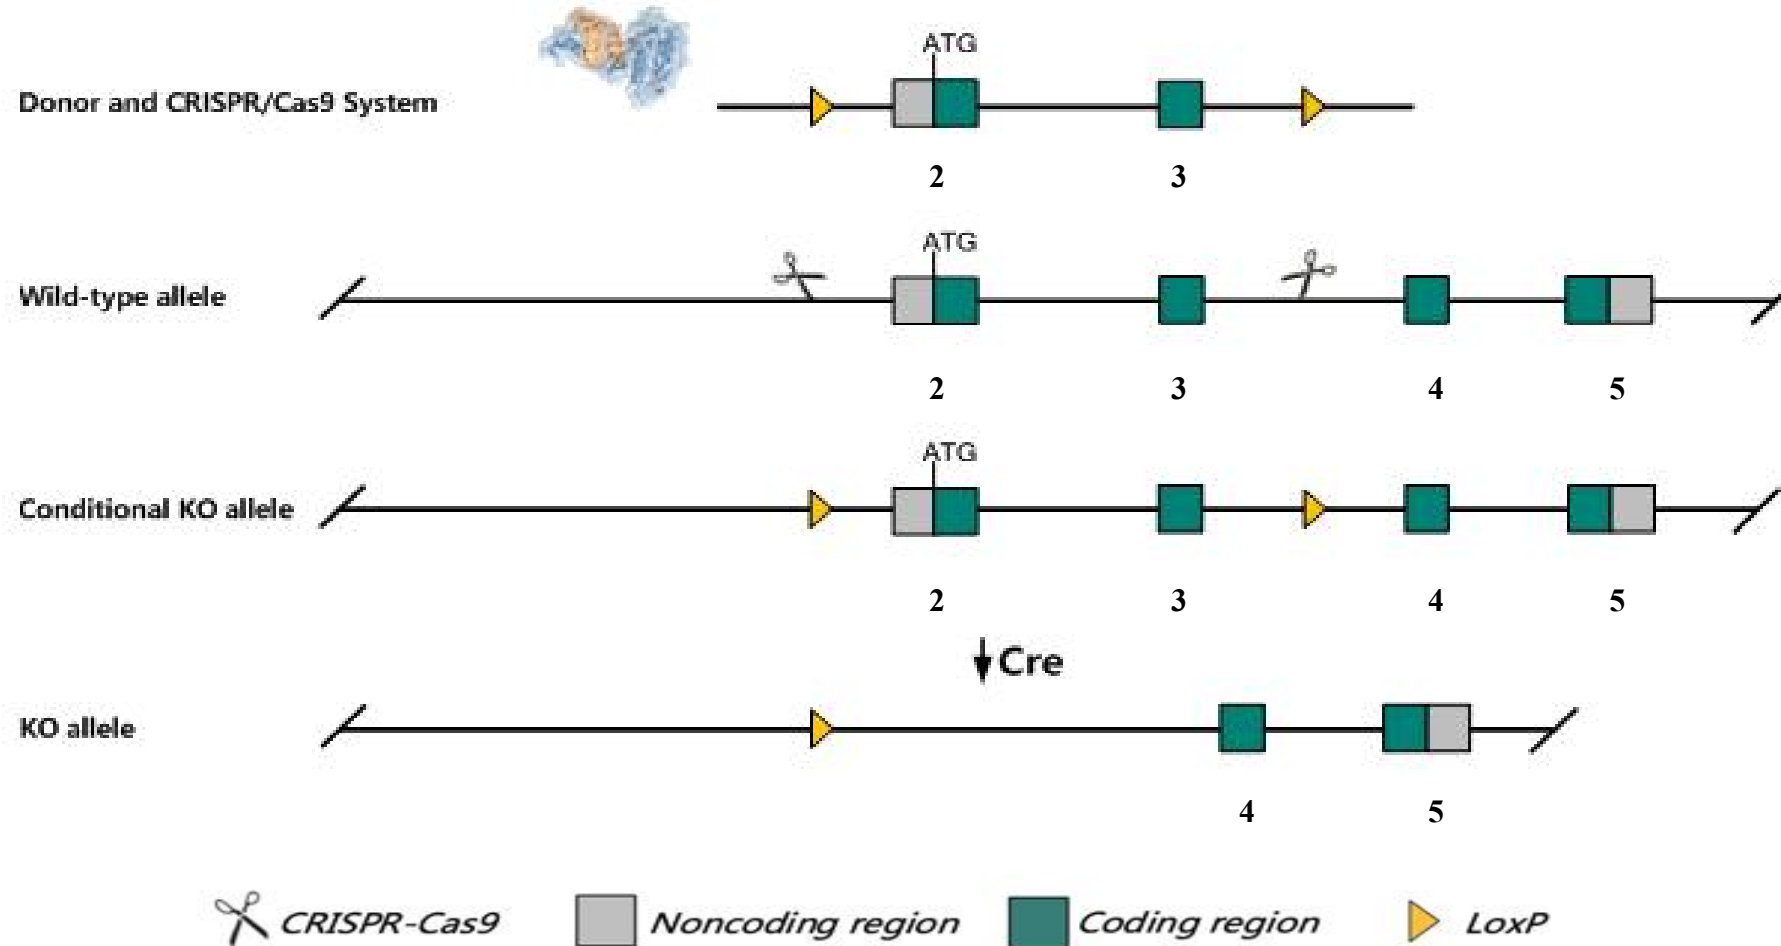 ATG
Donor and CRISPR/Cas9 System
2 3
ATG
Wild-type allele
2 3 4 5
ATG
Conditional KO allele
2 3 4 5
Cre
KO allele
4 5
CRISPR-Cas9 Noncoding region Coding region LoxP